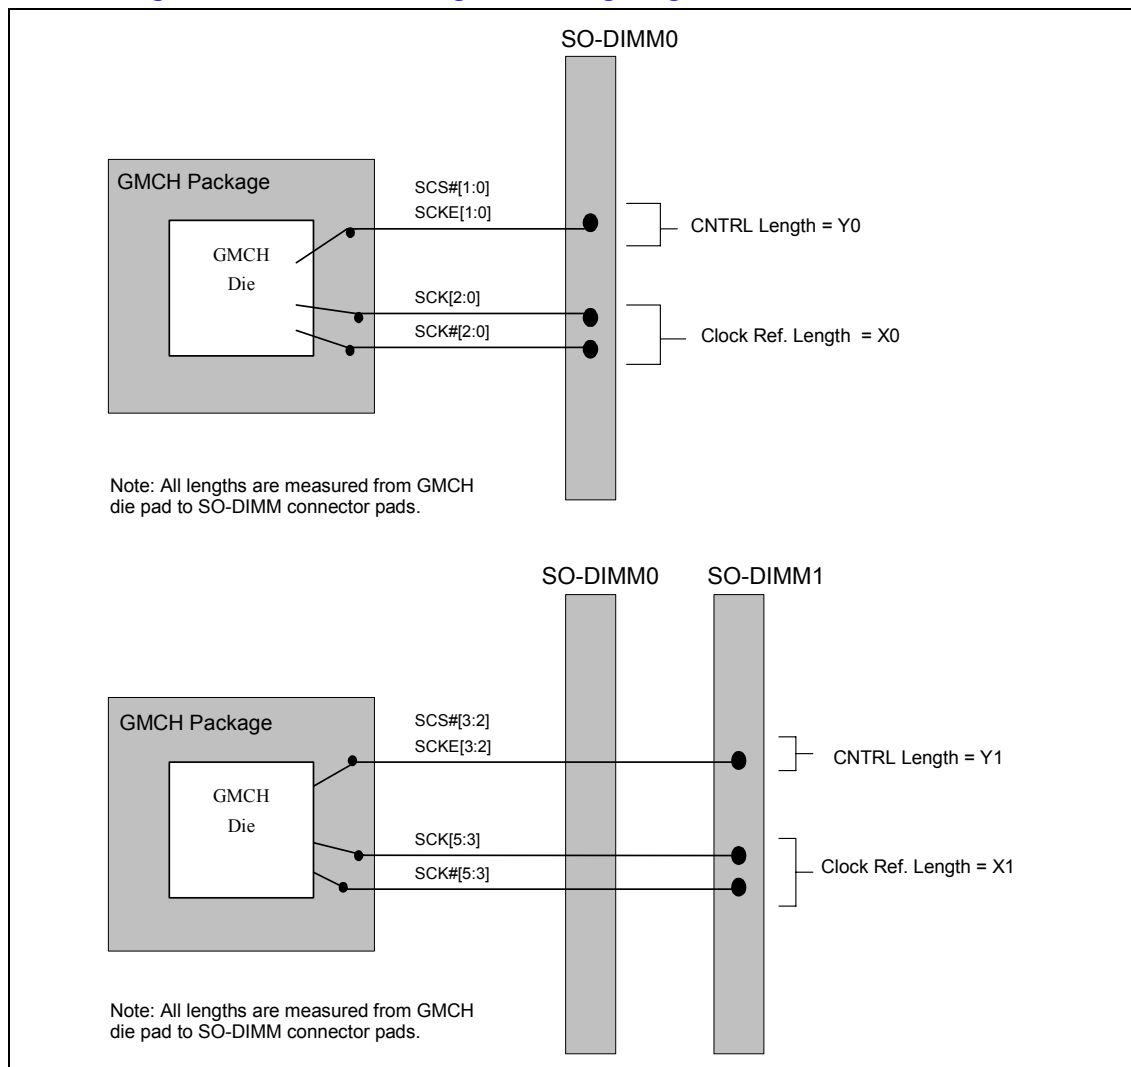 SO-DIMM0
GMCH Package
GMCH
Die
SCS#[1:0]
SCKE[1:0]
CNTRL Length = Y0
SCK[2:0]
SCK#[2:0]
Clock Ref. Length = X0
Note: All lengths are measured from GMCH
die pad to SO-DIMM connector pads.
SO-DIMM0 SO-DIMM1
GMCH Package
GMCH
Die
SCS#[3:2]
SCKE[3:2]
CNTRL Length = Y1
SCK[5:3]
SCK#[5:3]
Clock Ref. Length = X1
Note: All lengths are measured from GMCH
die pad to SO-DIMM connector pads.